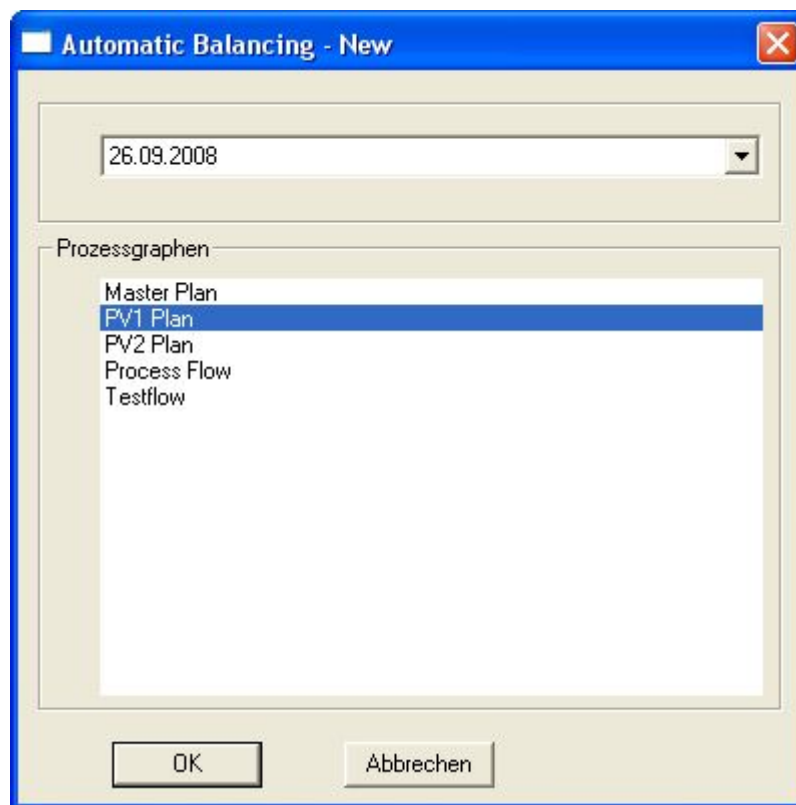 Automatic Balancing - New
26.09.2008
Prozessgraphen
Master Plan
PV1 Plan
PV2 Plan
Process Flow
Testflow
OK
Abbrechen